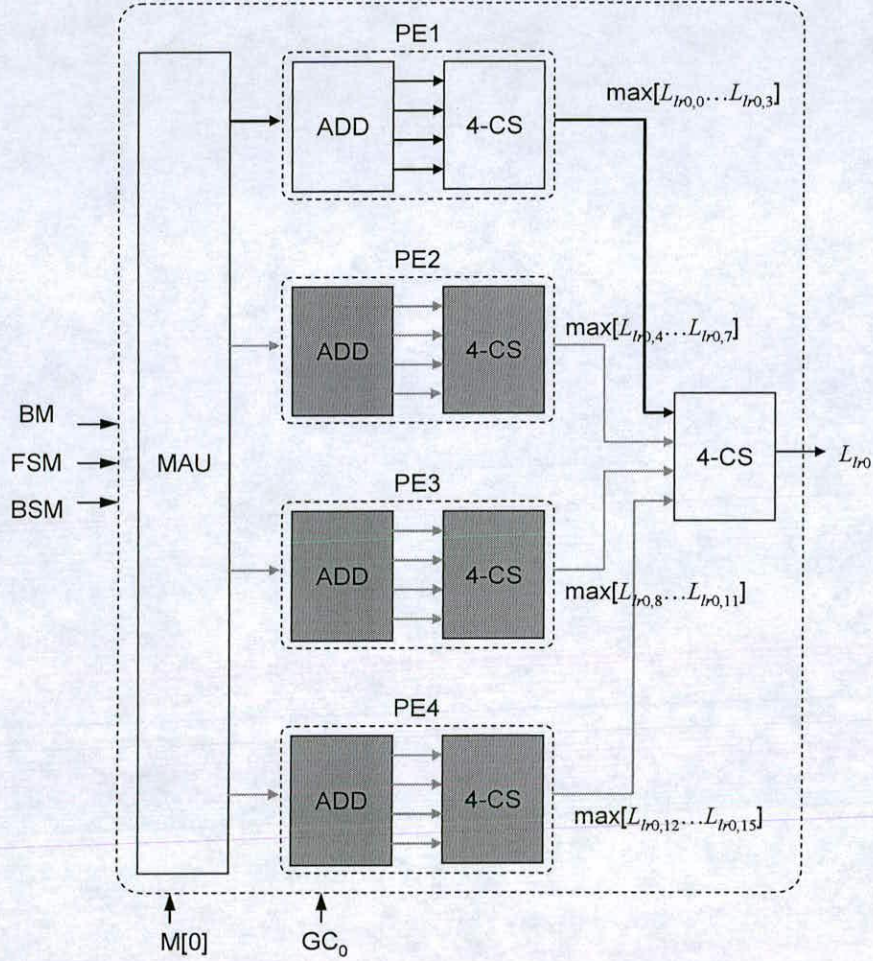 PE1
ADD
4-CS
max[L_{lr0,0}...L_{lr0,3}]
PE2
ADD
4-CS
max[L_{lr0,4}...L_{lr0,7}]
BM
FSM
BSM
MAU
4-CS
L_{lr0}
PE3
ADD
4-CS
max[L_{lr0,8}...L_{lr0,11}]
PE4
ADD
4-CS
max[L_{lr0,12}...L_{lr0,15}]
M[0]
GC_0